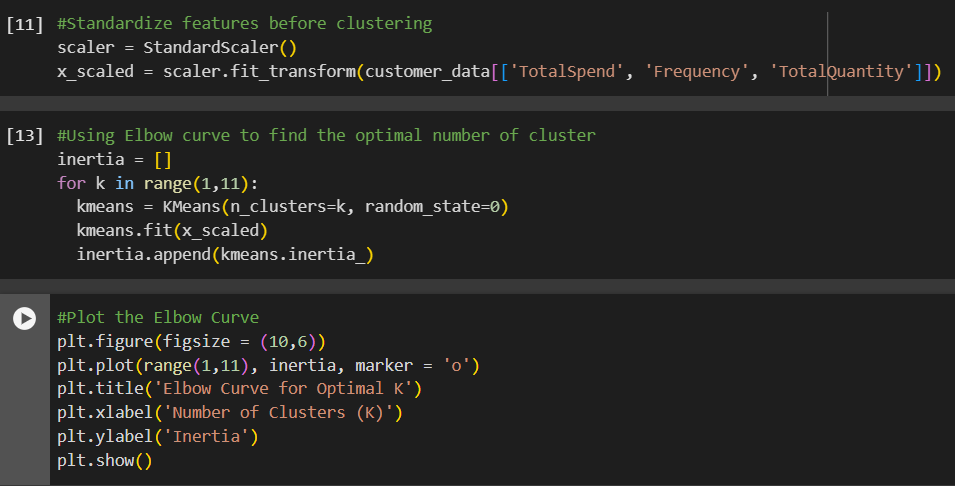 [11] #Standardize features before clustering
scaler = StandardScaler()
x_scaled = scaler.fit_transform(customer_data[['TotalSpend', 'Frequency', 'TotalQuantity']])
[13] #Using Elbow curve to find the optimal number of cluster
inertia = []
for k in range(1,11):
  kmeans = KMeans(n_clusters=k, random_state=0)
  kmeans.fit(x_scaled)
  inertia.append(kmeans.inertia_)
#Plot the Elbow Curve
plt.figure(figsize = (10,6))
plt.plot(range(1,11), inertia, marker = 'o')
plt.title('Elbow Curve for Optimal K')
plt.xlabel('Number of Clusters (K)')
plt.ylabel('Inertia')
plt.show()